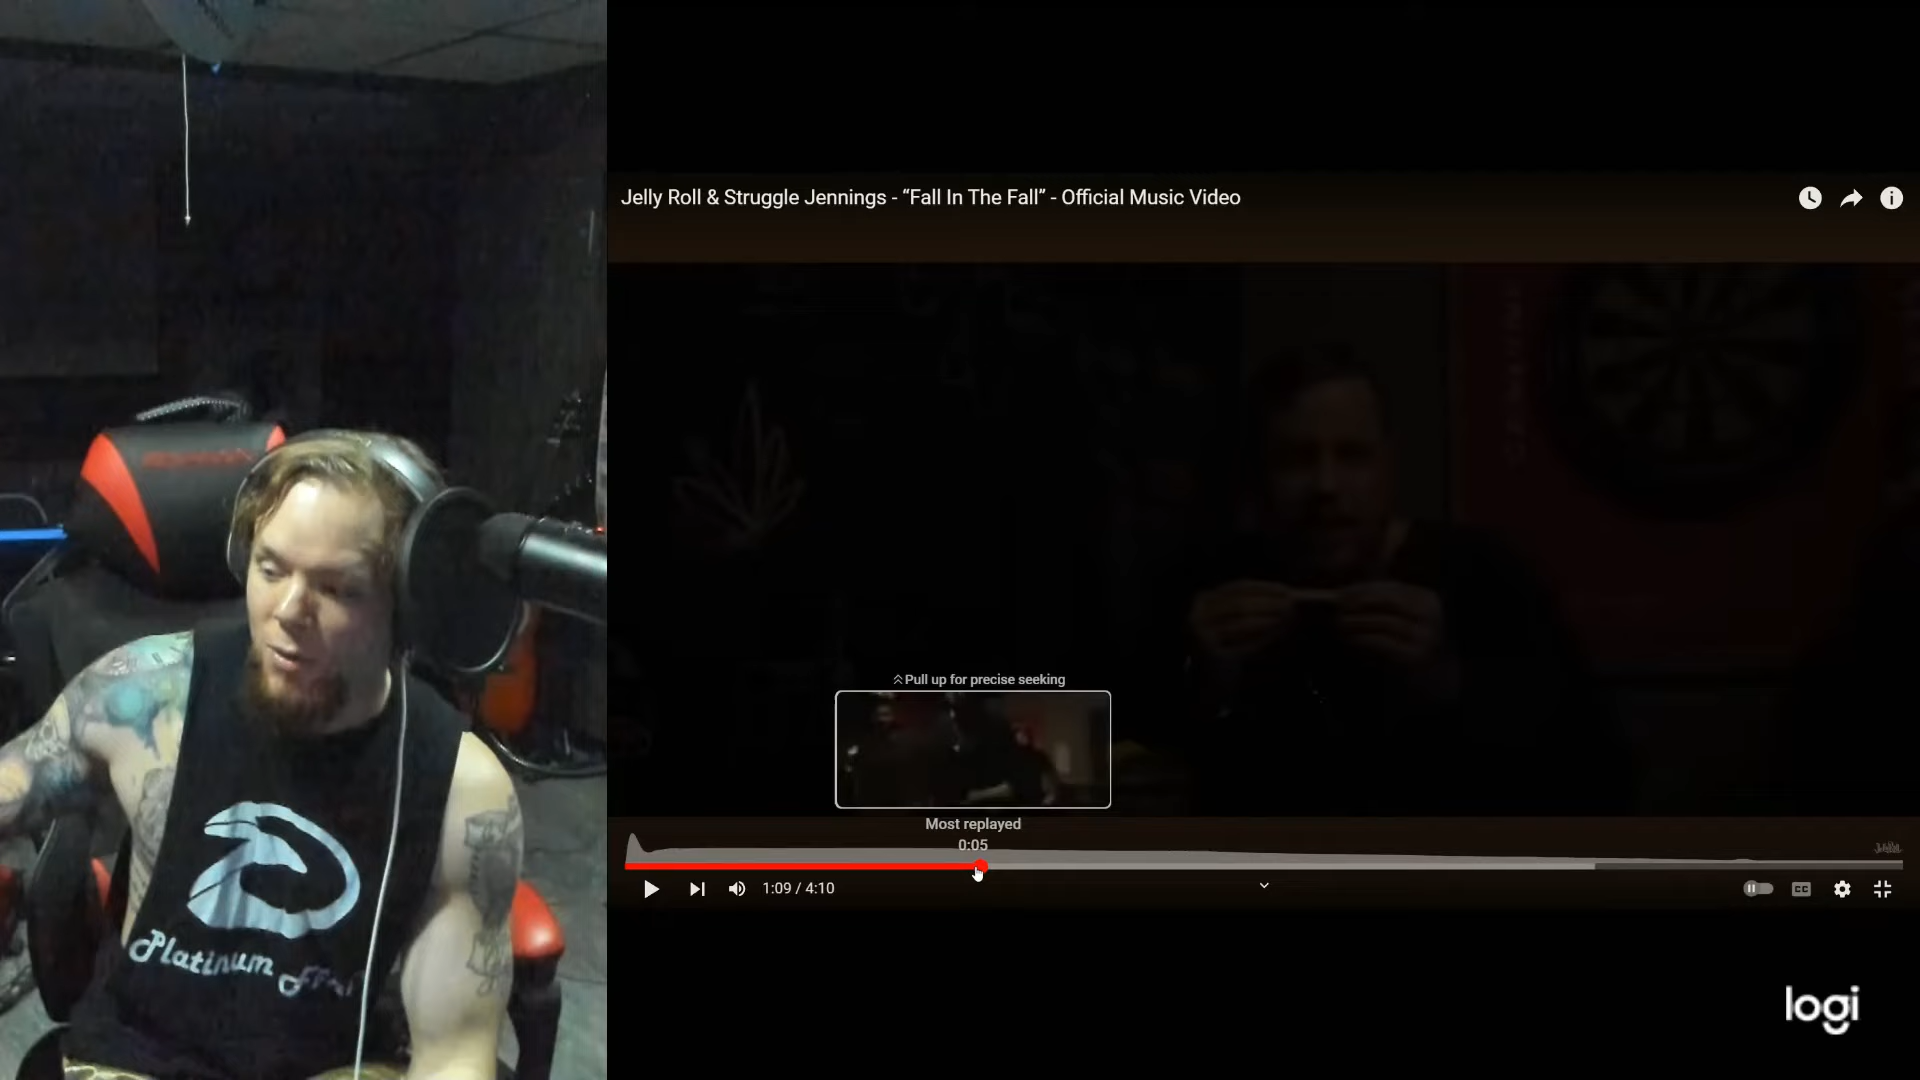 Jelly Roll & Struggle Jennings - “Fall In The Fall” - Official Music Video
Pull up for precise seeking
Most replayed
0:05
1:09 / 4:10
CC
Platinum
logi